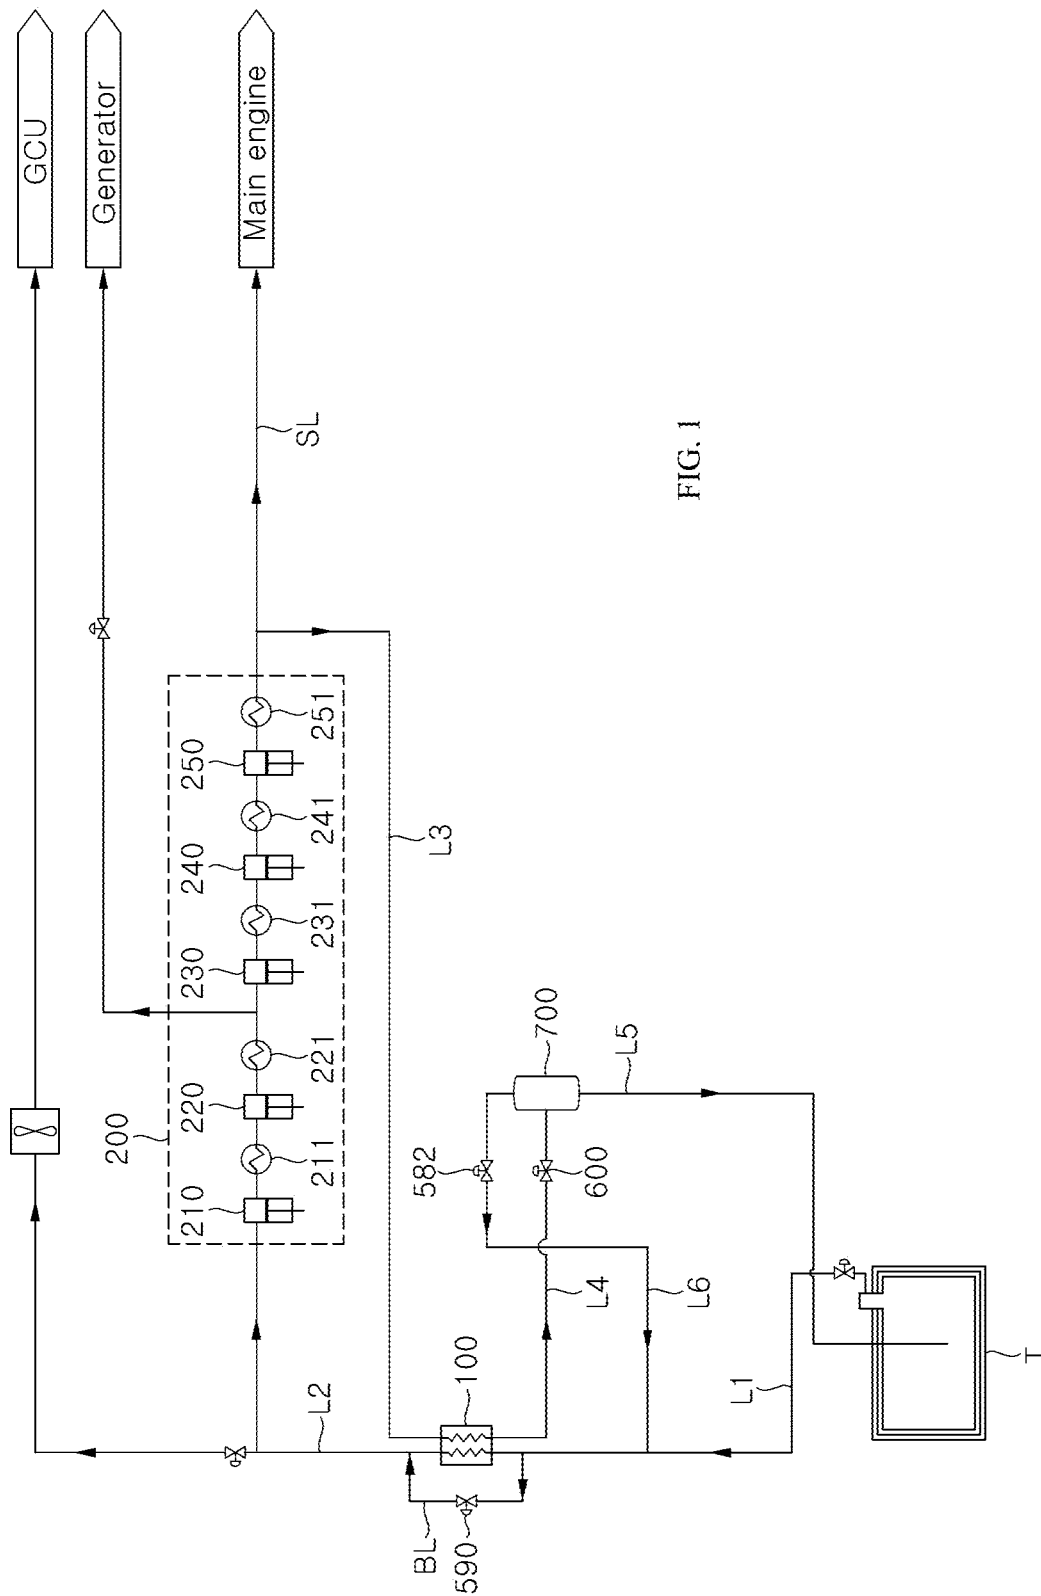 GCU
Generator
Main engine
SL
FIG. 1
200
210
211
220
221
230
231
240
241
250
251
L3
L2
100
BL
590
L4
582
600
700
L5
L6
L1
T